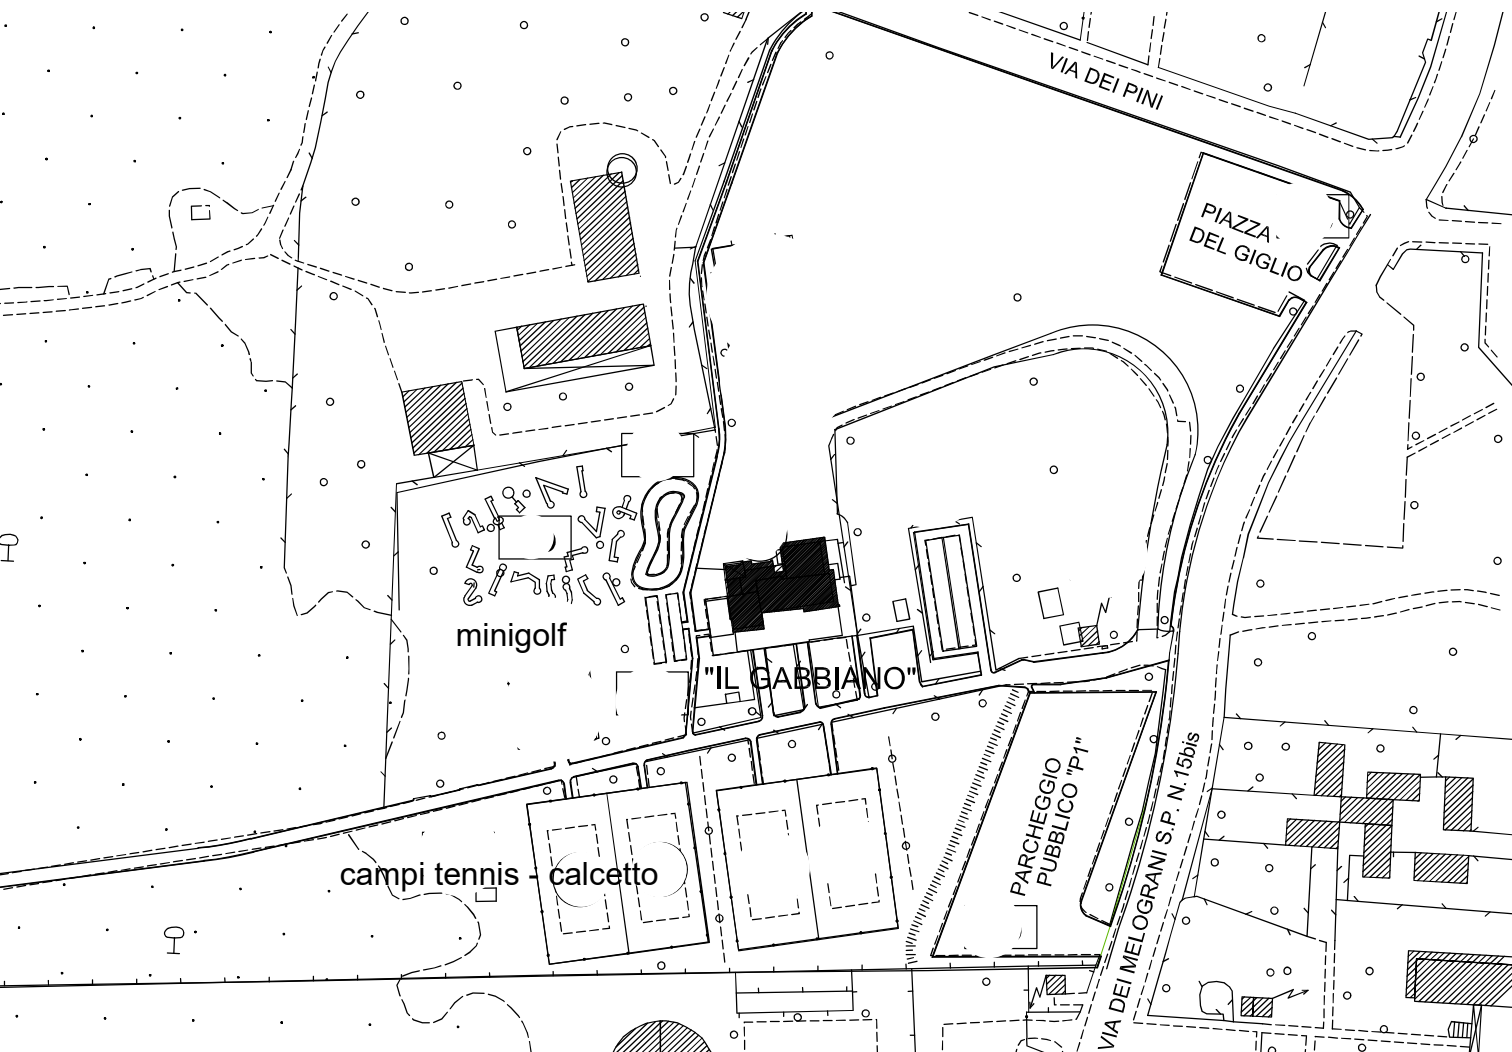 VIA DEI PINI
PIAZZA
DEL GIGLIO
minigolf
"IL GABBIANO"
PARCHEGGIO
PUBBLICO "P1"
VIA DEI MELOGRANI S.P. N.15bis
campi tennis - calcetto